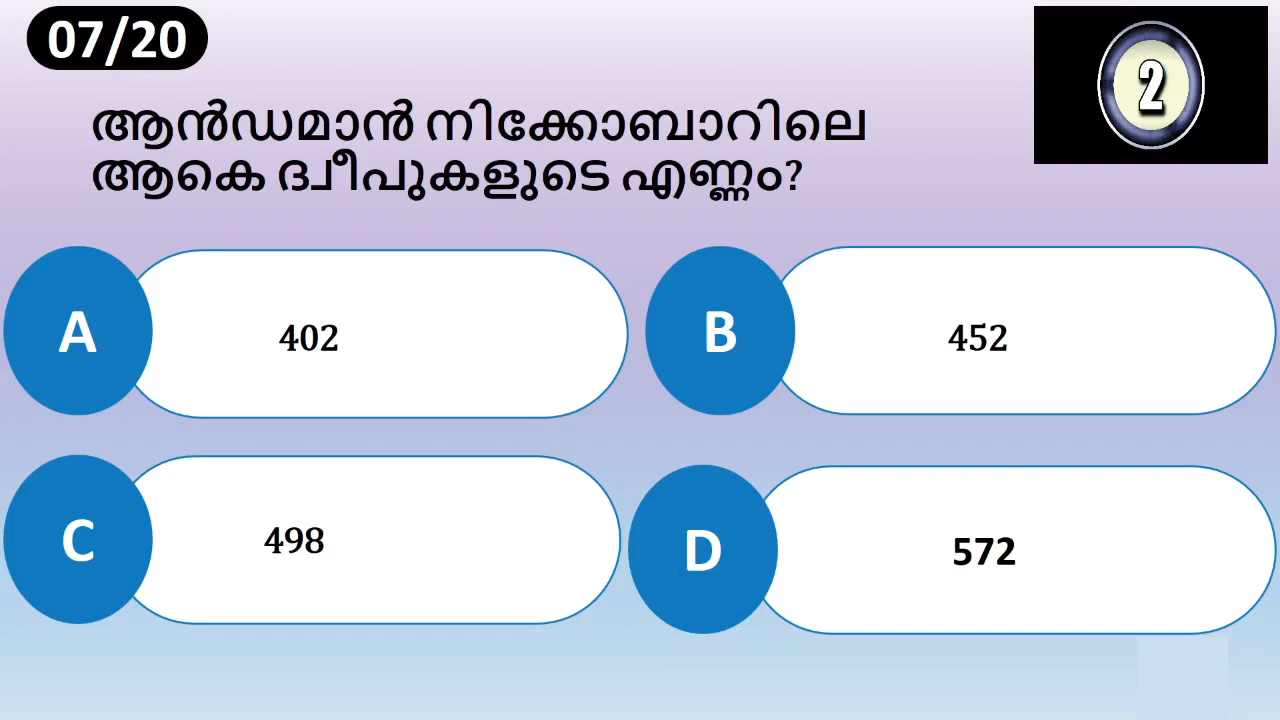 07/20
2
ആൻഡമാൻ നിക്കോബാറിലെ
ആകെ ദ്വീപുകളുടെ എണ്ണം?
A
402
B
452
C
498
D
572